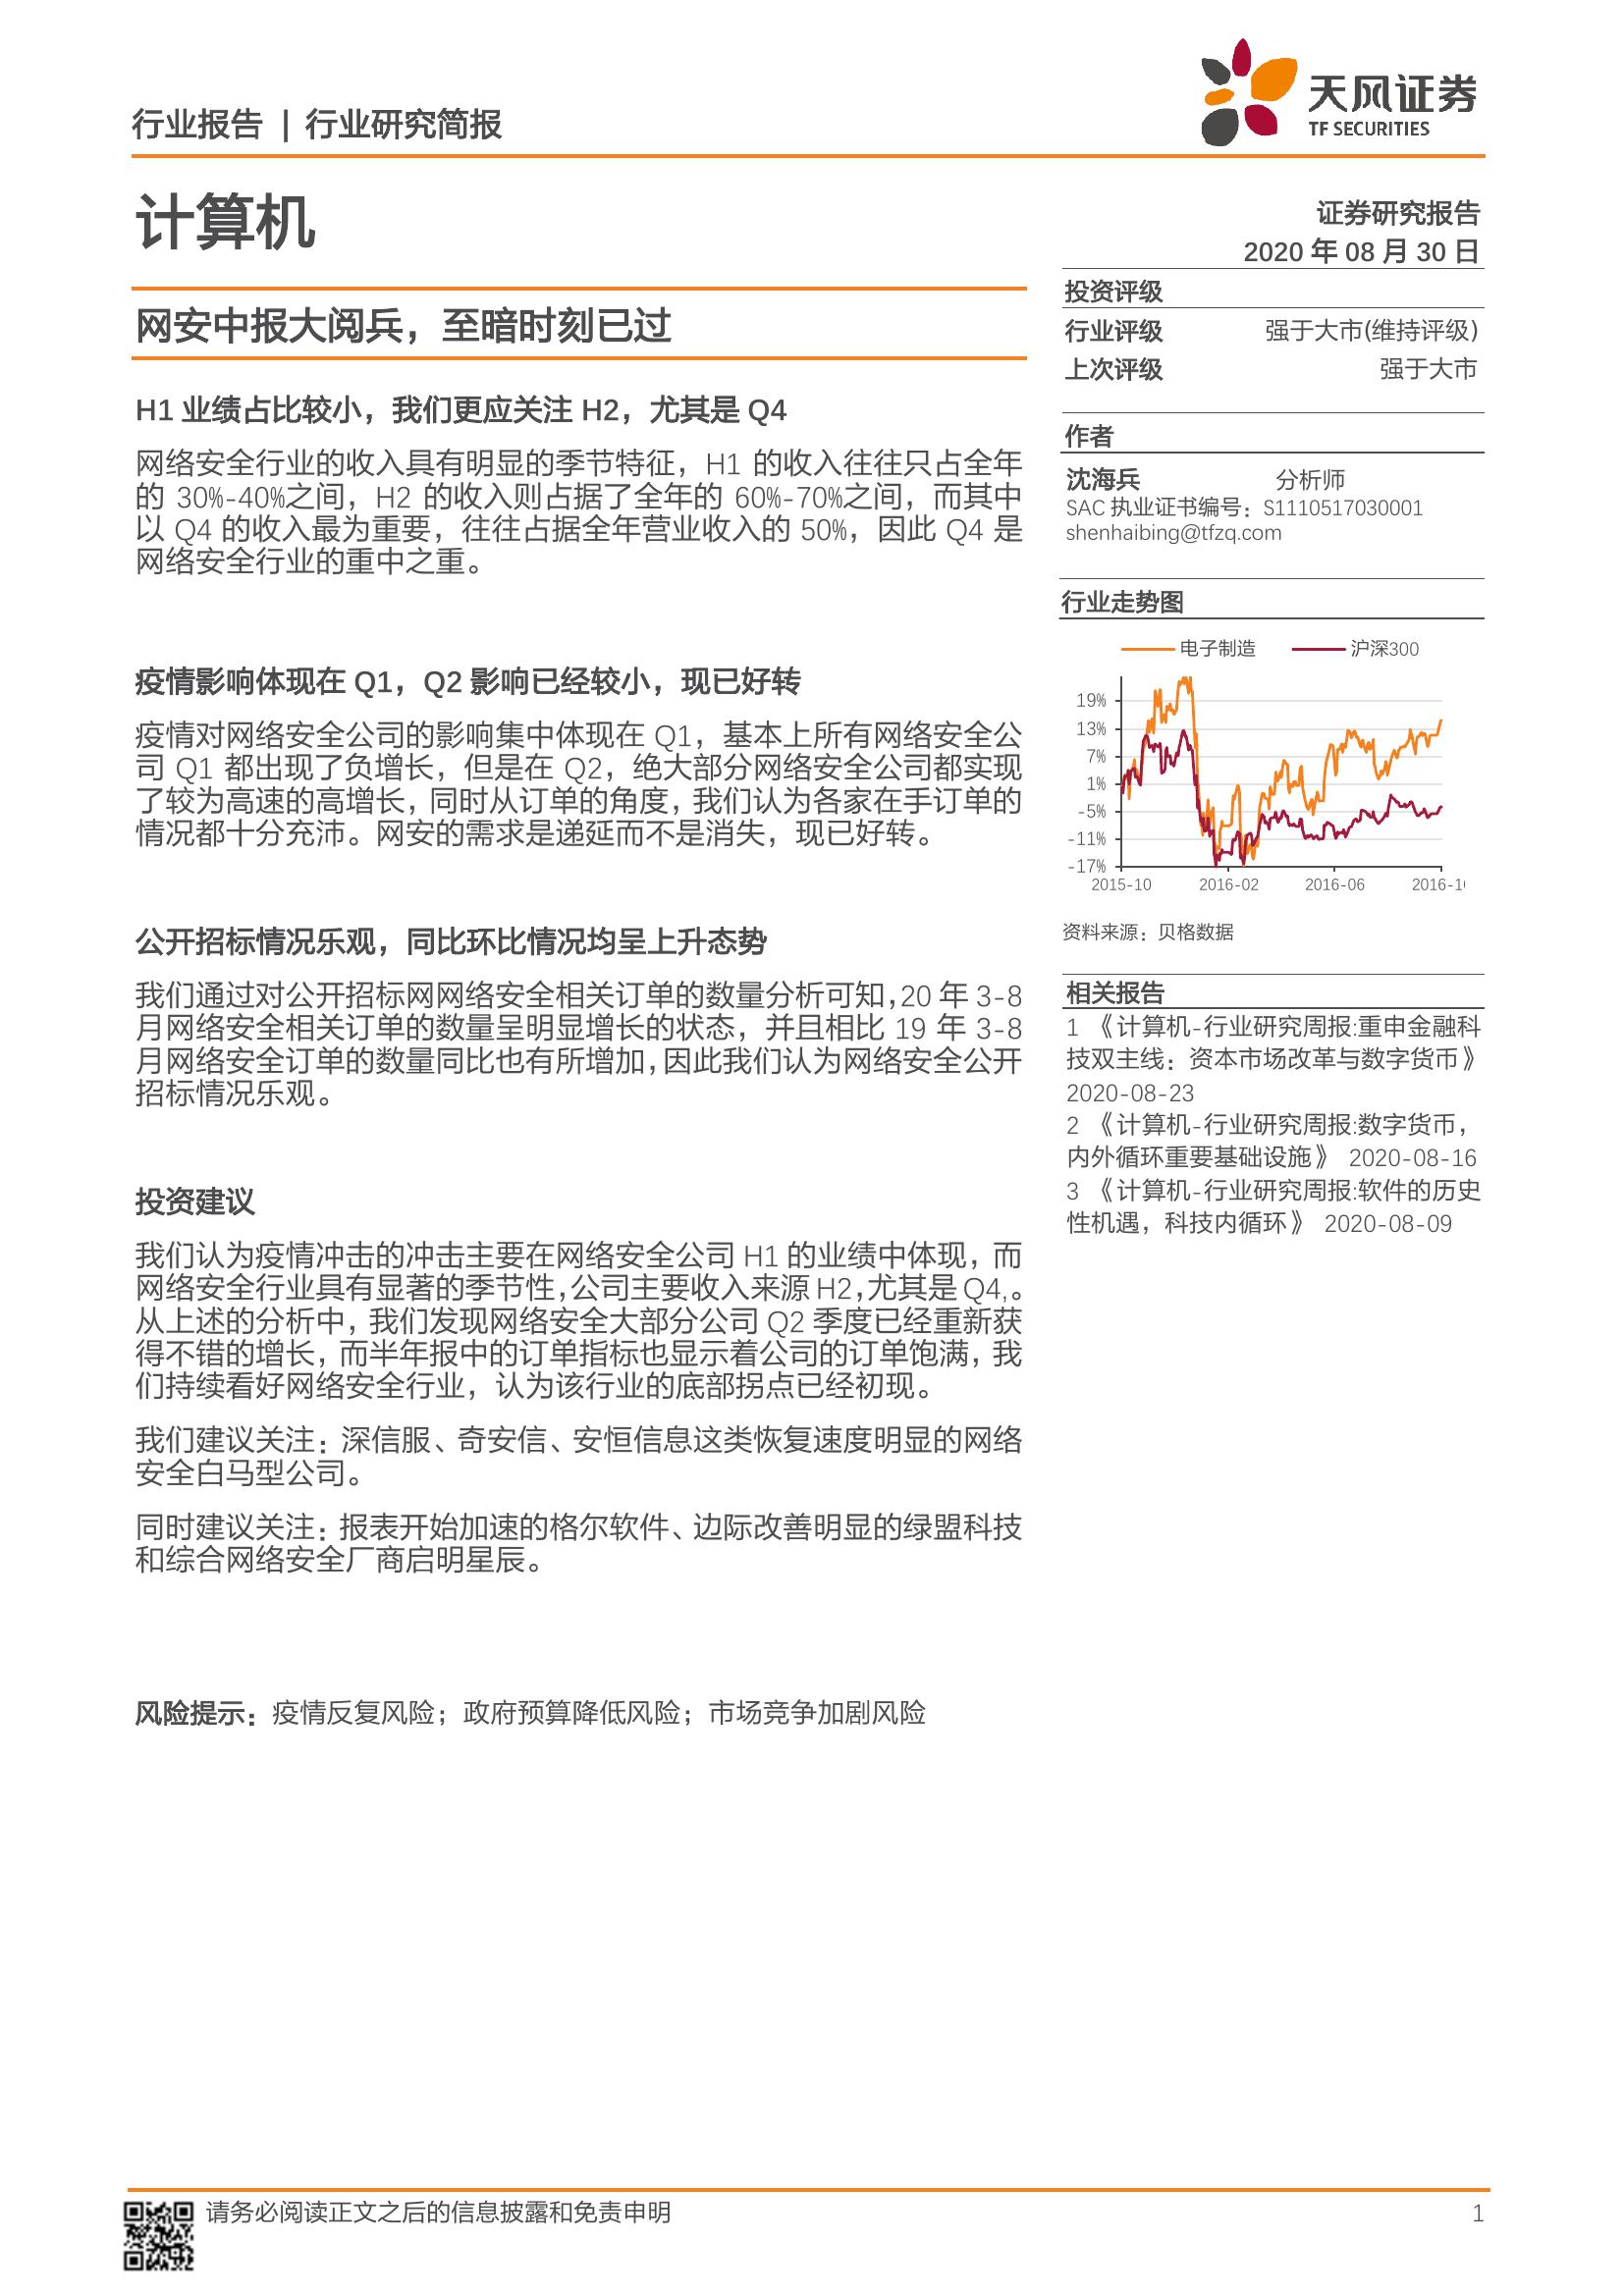 行业报告 | 行业研究简报
天风证券
TF SECURITIES
计算机
证券研究报告
2020 年 08 月 30 日
网安中报大阅兵，至暗时刻已过
H1 业绩占比较小，我们更应关注 H2，尤其是 Q4
网络安全行业的收入具有明显的季节特征，H1 的收入往往只占全年
的 30%-40%之间，H2 的收入则占据了全年的 60%-70%之间，而其中
以 Q4 的收入最为重要，往往占据全年营业收入的 50%，因此 Q4 是
网络安全行业的重中之重。
疫情影响体现在 Q1，Q2 影响已经较小，现已好转
疫情对网络安全公司的影响集中体现在 Q1，基本上所有网络安全公
司 Q1 都出现了负增长，但是在 Q2，绝大部分网络安全公司都实现
了较为高速的高增长，同时从订单的角度，我们认为各家在手订单的
情况都十分充沛。网安的需求是递延而不是消失，现已好转。
公开招标情况乐观，同比环比情况均呈上升态势
我们通过对公开招标网网络安全相关订单的数量分析可知，20 年 3-8
月网络安全相关订单的数量呈明显增长的状态，并且相比 19 年 3-8
月网络安全订单的数量同比也有所增加，因此我们认为网络安全公开
招标情况乐观。
投资建议
我们认为疫情冲击的冲击主要在网络安全公司 H1 的业绩中体现，而
网络安全行业具有显著的季节性，公司主要收入来源 H2，尤其是 Q4,。
从上述的分析中，我们发现网络安全大部分公司 Q2 季度已经重新获
得不错的增长，而半年报中的订单指标也显示着公司的订单饱满，我
们持续看好网络安全行业，认为该行业的底部拐点已经初现。
我们建议关注：深信服、奇安信、安恒信息这类恢复速度明显的网络
安全白马型公司。
同时建议关注：报表开始加速的格尔软件、边际改善明显的绿盟科技
和综合网络安全厂商启明星辰。
风险提示：疫情反复风险；政府预算降低风险；市场竞争加剧风险
投资评级
行业评级 强于大市(维持评级)
上次评级 强于大市
作者
沈海兵 分析师
SAC 执业证书编号：S1110517030001
shenhaibing@tfzq.com
行业走势图
电子制造 沪深300
19%
13%
7%
1%
-5%
-11%
-17%
2015-10 2016-02 2016-06 2016-1
资料来源：贝格数据
相关报告
1 《计算机-行业研究周报:重申金融科
技双主线：资本市场改革与数字货币》
2020-08-23
2 《计算机-行业研究周报:数字货币，
内外循环重要基础设施》 2020-08-16
3 《计算机-行业研究周报:软件的历史
性机遇，科技内循环》 2020-08-09
请务必阅读正文之后的信息披露和免责申明
1